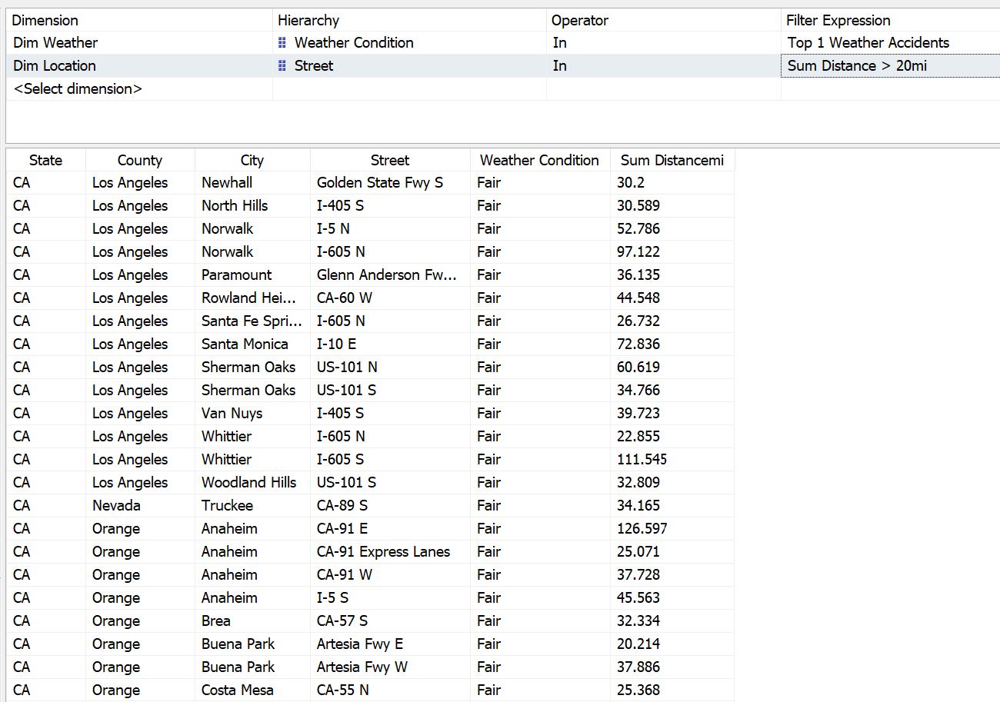 Dimension Hierarchy Operator Filter Expression
Dim Weather Weather Condition In Top 1 Weather Accidents
Dim Location Street In Sum Distance > 20mi
<Select dimension>
State County City Street Weather Condition Sum Distancemi
CA Los Angeles Newhall Golden State Fwy S Fair 30.2
CA Los Angeles North Hills I-405 S Fair 30.589
CA Los Angeles Norwalk I-5 N Fair 52.786
CA Los Angeles Norwalk I-605 N Fair 97.122
CA Los Angeles Paramount Glenn Anderson Fw... Fair 36.135
CA Los Angeles Rowland Hei... CA-60 W Fair 44.548
CA Los Angeles Santa Fe Spri... I-605 N Fair 26.732
CA Los Angeles Santa Monica I-10 E Fair 72.836
CA Los Angeles Sherman Oaks US-101 N Fair 60.619
CA Los Angeles Sherman Oaks US-101 S Fair 34.766
CA Los Angeles Van Nuys I-405 S Fair 39.723
CA Los Angeles Whittier I-605 N Fair 22.855
CA Los Angeles Whittier I-605 S Fair 111.545
CA Los Angeles Woodland Hills US-101 S Fair 32.809
CA Nevada Truckee CA-89 S Fair 34.165
CA Orange Anaheim CA-91 E Fair 126.597
CA Orange Anaheim CA-91 Express Lanes Fair 25.071
CA Orange Anaheim CA-91 W Fair 37.728
CA Orange Anaheim I-5 S Fair 45.563
CA Orange Brea CA-57 S Fair 32.334
CA Orange Buena Park Artesia Fwy E Fair 20.214
CA Orange Buena Park Artesia Fwy W Fair 37.886
CA Orange Costa Mesa CA-55 N Fair 25.368